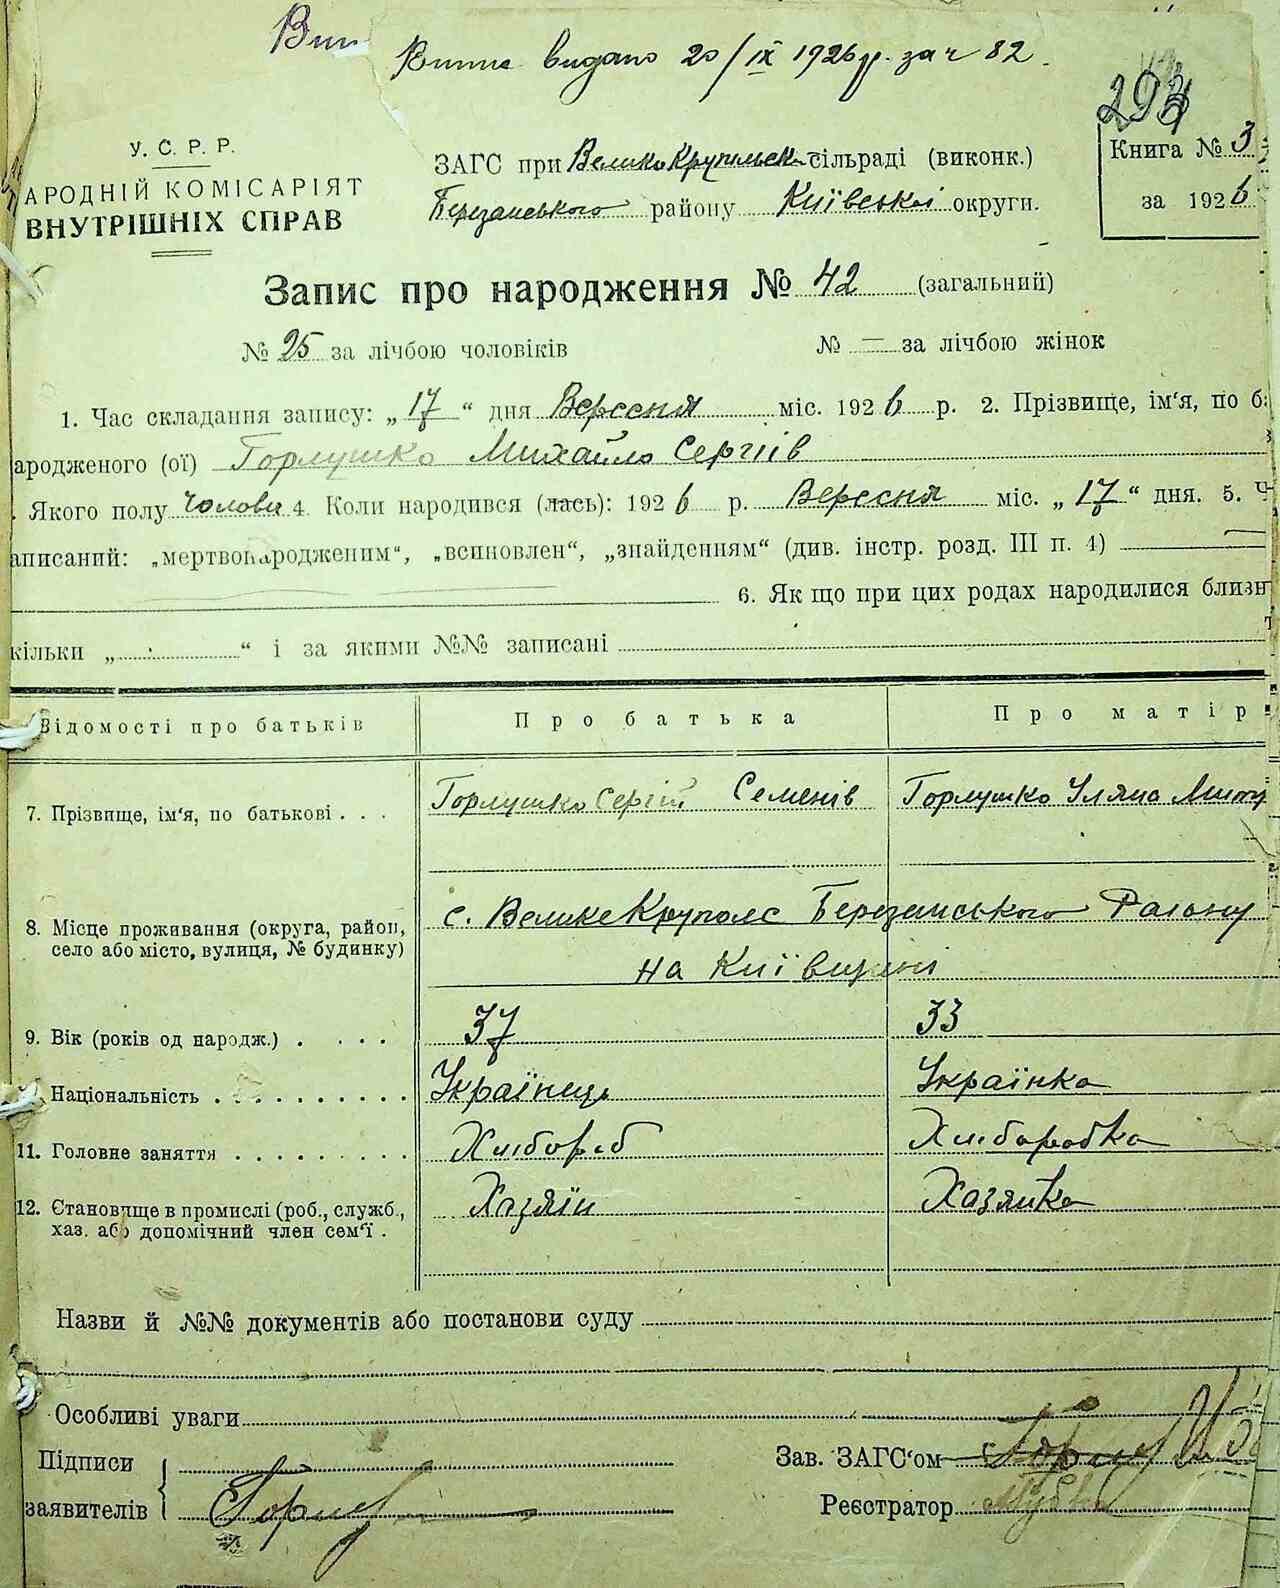 Вип
Випис видано 20/IX 1926 р. за ч 82.
293
У. С. Р. Р.
АРОДНІЙ КОМІСАРІЯТ
ВНУТРІШНІХ СПРАВ
ЗАГС при Велико Крупільск сільраді (виконк.)
Березанського району Київської округи.
Книга № 3
за 1926
Запис про народження № 42 (загальний)
№ 25 за лічбою чоловіків № — за лічбою жінок
1. Час складання запису: „17“ дня Вересня міс. 1926 р. 2. Прізвище, ім'я, по б
ародженого (ої) Горлушко Михайло Сергіїв
. Якого полу чолови 4. Коли народився (лась): 1926 р. Вересня міс. „17“ дня. 5. Ч
аписаний: „мертвонародженим“, „всиновлен“, „знайденням“ (див. інстр. розд. III п. 4)
6. Як що при цих родах народилися близн
кільки „ “ і за якими №№ записані
Відомості про батьків Про батька Про матір
7. Прізвище, ім'я, по батькові . . . Горлушко Сергій Семенів Горлушко Уляна Мит
8. Місце проживання (округа, район, село або місто, вулиця, № будинку) с. Велике Круполє Березанського Району
на Київщині
9. Вік (років од народж.) . . . . 37 33
Національність . . . . . . . . . . Українець Українка
11. Головне заняття . . . . . . . . . Хлібороб Хліборобка
12. Становище в промислі (роб., служб., хаз. або допомічний член сем'ї . Хазяїн Хазяйка
Назви й №№ документів або постанови суду
Особливі уваги
Підписи
заявителів
Зав. ЗАГС'ом
Реєстратор